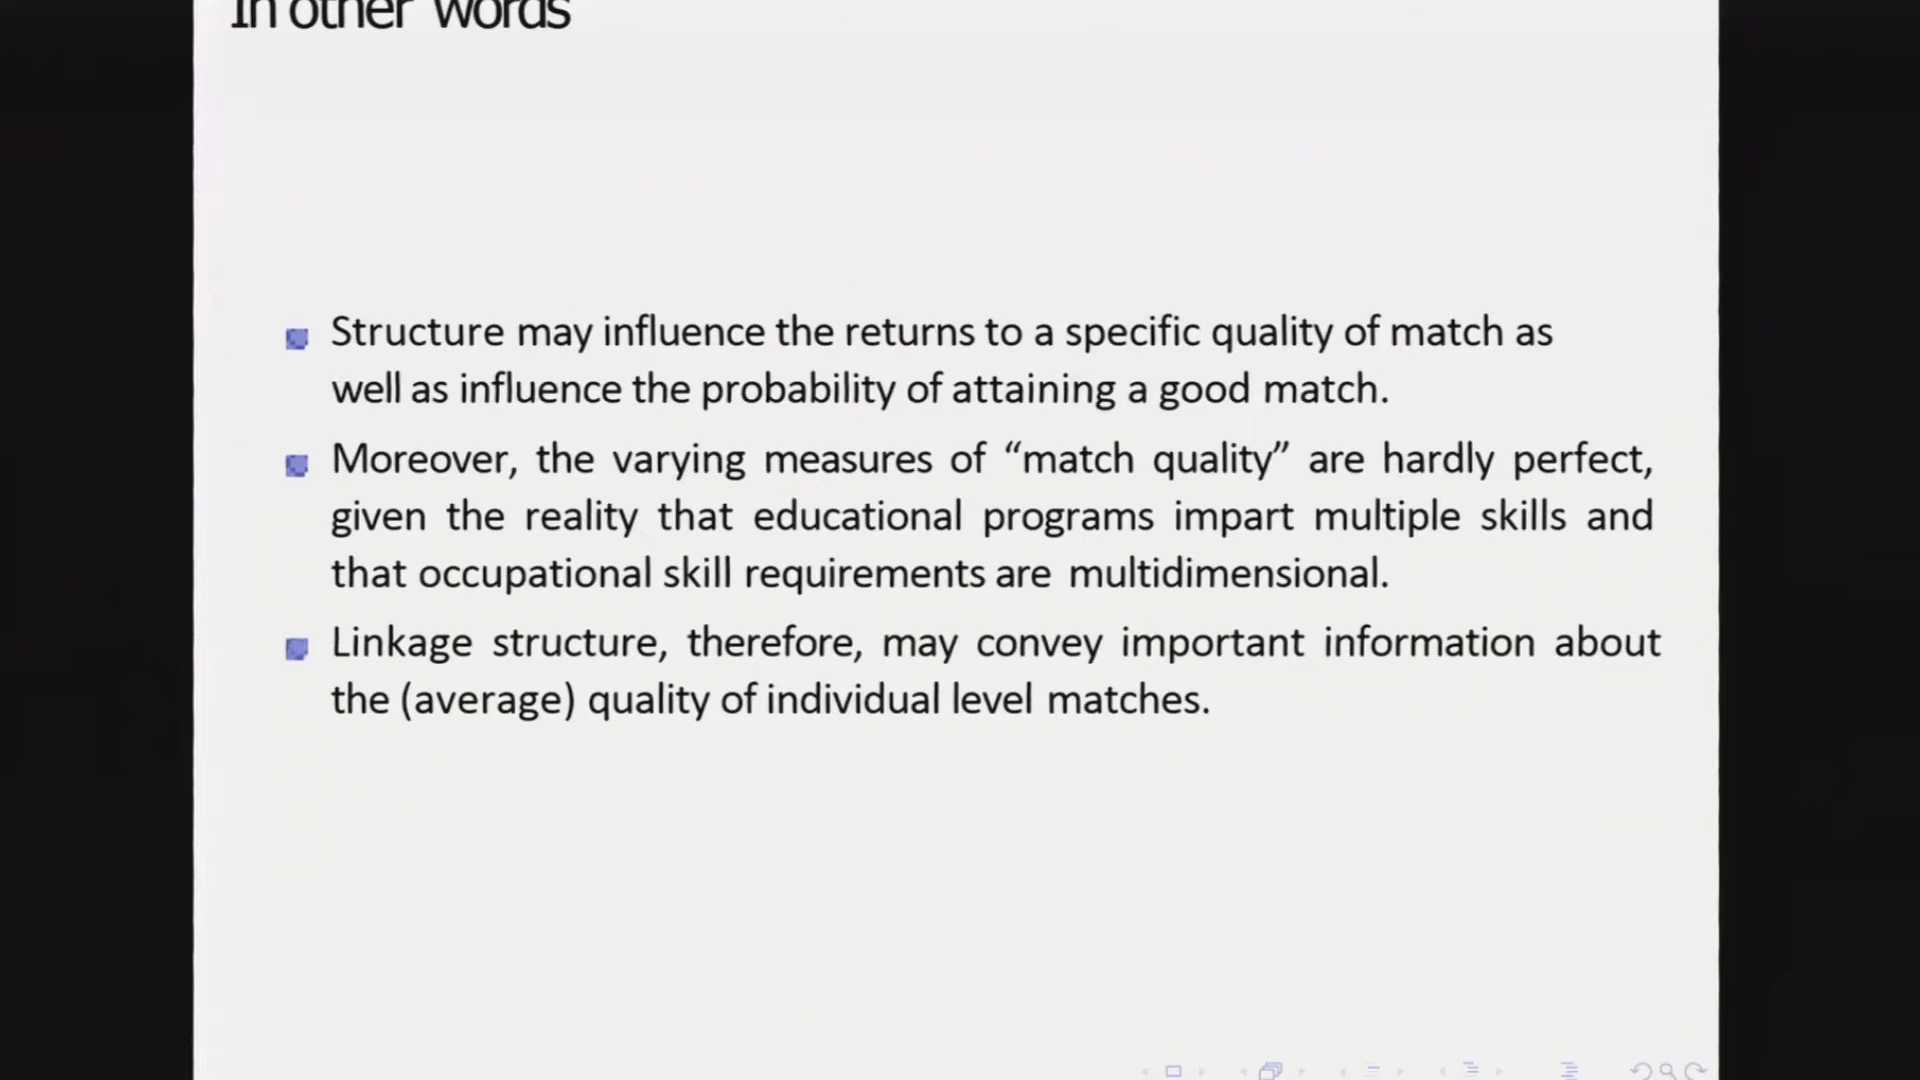 In other words
Structure may influence the returns to a specific quality of match as
well as influence the probability of attaining a good match.
Moreover, the varying measures of “match quality” are hardly perfect,
given the reality that educational programs impart multiple skills and
that occupational skill requirements are multidimensional.
Linkage structure, therefore, may convey important information about
the (average) quality of individual level matches.